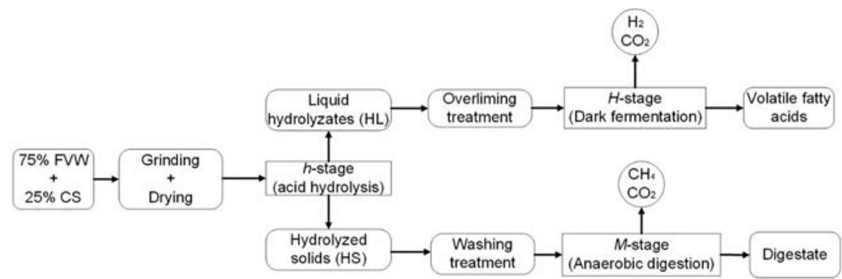 75% FVW
+
25% CS
Grinding
+
Drying
h-stage
(acid hydrolysis)
Liquid
hydrolyzates (HL)
Overliming
treatment
H-stage
(Dark fermentation)
H₂
CO₂
Volatile fatty
acids
Hydrolyzed
solids (HS)
Washing
treatment
M-stage
(Anaerobic digestion)
CH₄
CO₂
Digestate